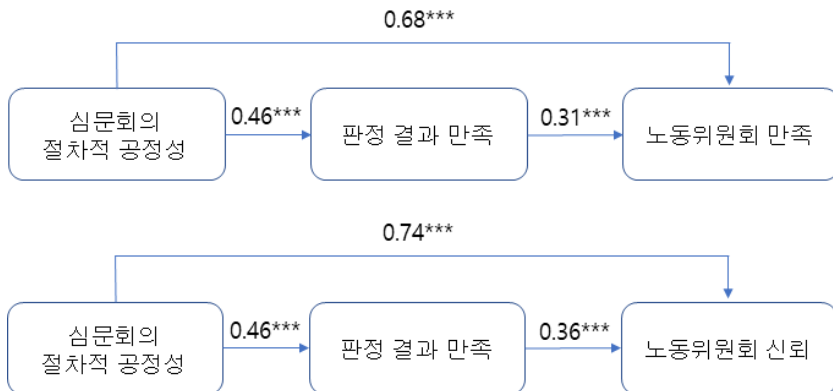 0.68***
심문회의
절차적 공정성
0.46***
판정 결과 만족
0.31***
노동위원회 만족
0.74***
심문회의
절차적 공정성
0.46***
판정 결과 만족
0.36***
노동위원회 신뢰